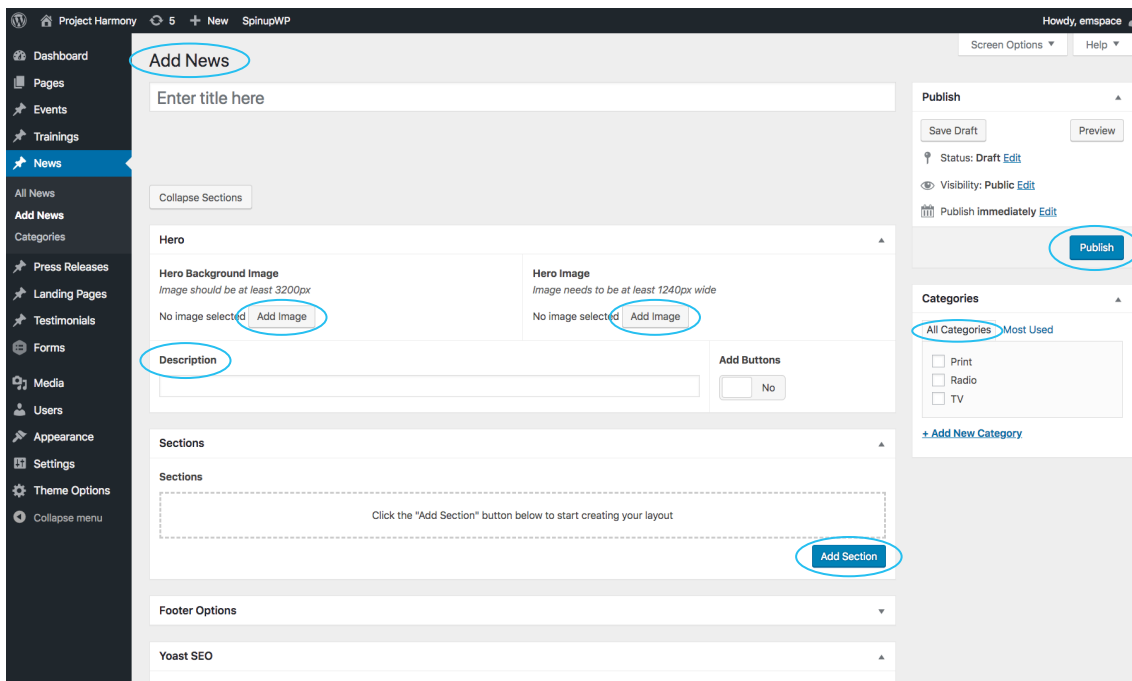 Project Harmony 5 New SpinupWP Howdy, emspace
Screen Options Help
Dashboard
Pages
Events
Trainings
News
All News
Add News
Categories
Press Releases
Landing Pages
Testimonials
Forms
Media
Users
Appearance
Settings
Theme Options
Collapse menu
Add News
Enter title here
Collapse Sections
Hero
Hero Background Image
Image should be at least 3200px
No image selected Add Image
Hero Image
Image needs to be at least 1240px wide
No image selected Add Image
Description
Add Buttons
No
Sections
Sections
Click the "Add Section" button below to start creating your layout
Add Section
Footer Options
Yoast SEO
Publish
Save Draft Preview
Status: Draft Edit
Visibility: Public Edit
Publish immediately Edit
Publish
Categories
All Categories Most Used
Print
Radio
TV
+ Add New Category